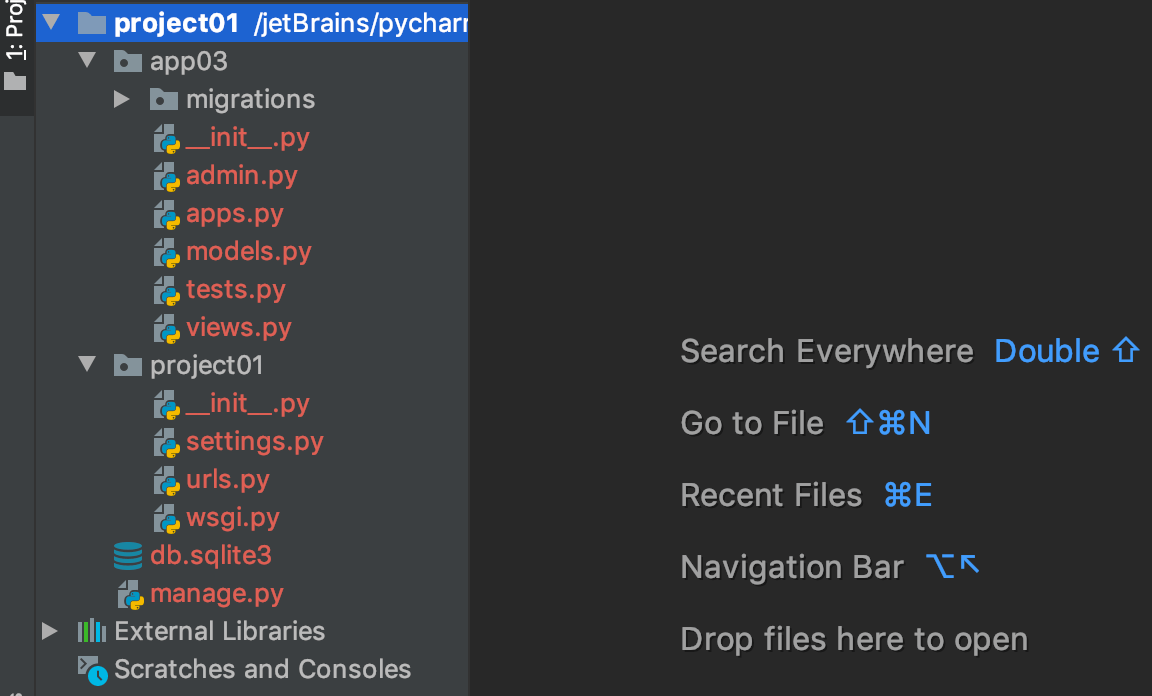 1: Proj
project01 /jetBrains/pycharm
app03
migrations
__init__.py
admin.py
apps.py
models.py
tests.py
views.py
project01
__init__.py
settings.py
urls.py
wsgi.py
db.sqlite3
manage.py
External Libraries
Scratches and Consoles
Search Everywhere Double ⇧
Go to File ⇧⌘N
Recent Files ⌘E
Navigation Bar ⌥↖
Drop files here to open